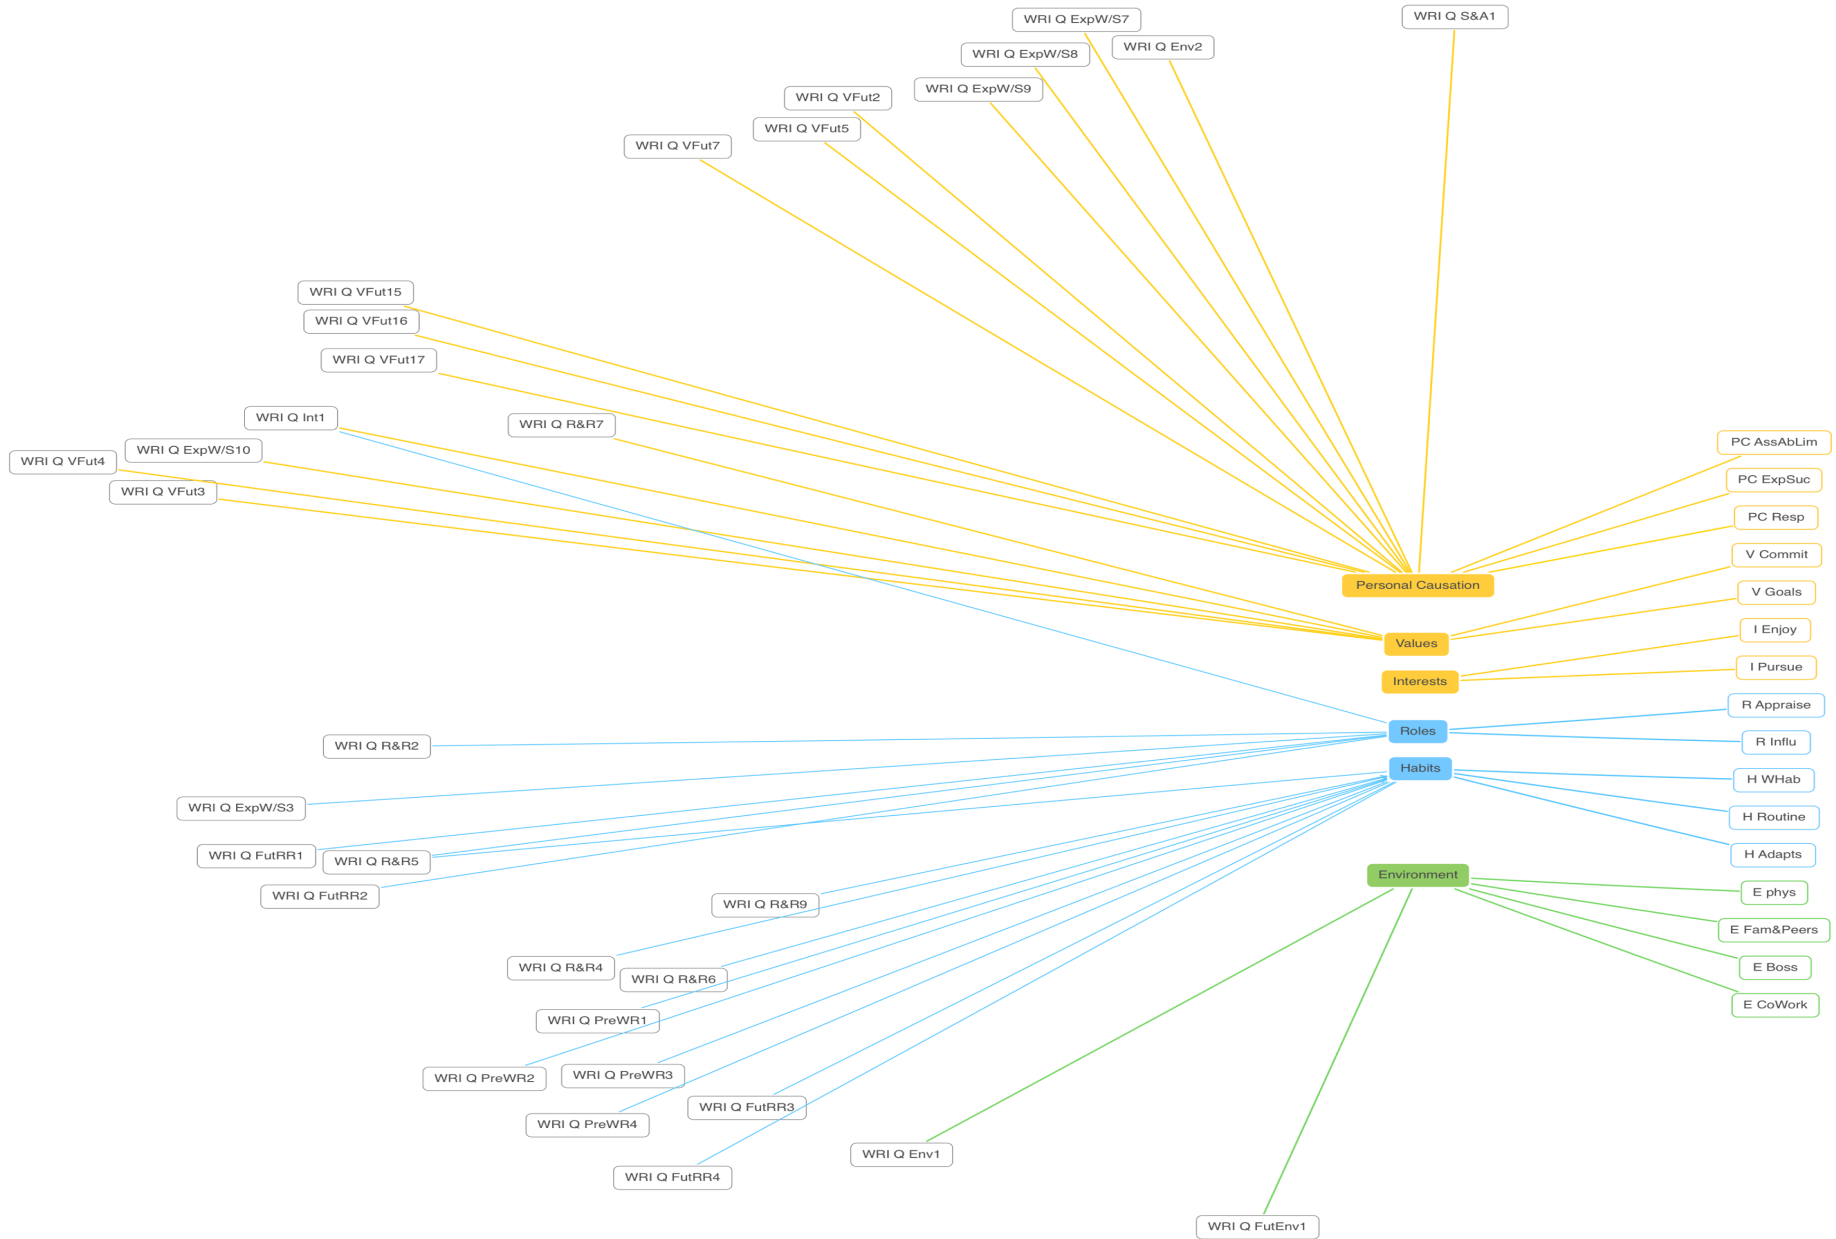 WRI Q S&A1
WRI Q ExpW/S7
WRI Q Env2
WRI Q ExpW/S8
WRI Q ExpW/S9
WRI Q VFut2
WRI Q VFut5
WRI Q VFut7
WRI Q VFut15
WRI Q VFut16
WRI Q VFut17
WRI Q Int1
WRI Q R&R7
WRI Q ExpW/S10
WRI Q VFut4
WRI Q VFut3
PC AssAbLim
PC ExpSuc
PC Resp
V Commit
Personal Causation
V Goals
I Enjoy
Values
I Pursue
Interests
R Appraise
Roles
R Influ
WRI Q R&R2
Habits
H WHab
WRI Q ExpW/S3
H Routine
WRI Q FutRR1
WRI Q R&R5
H Adapts
Environment
WRI Q FutRR2
E phys
WRI Q R&R9
E Fam&Peers
WRI Q R&R4
E Boss
WRI Q R&R6
E CoWork
WRI Q PreWR1
WRI Q PreWR2
WRI Q PreWR3
WRI Q FutRR3
WRI Q PreWR4
WRI Q Env1
WRI Q FutRR4
WRI Q FutEnv1